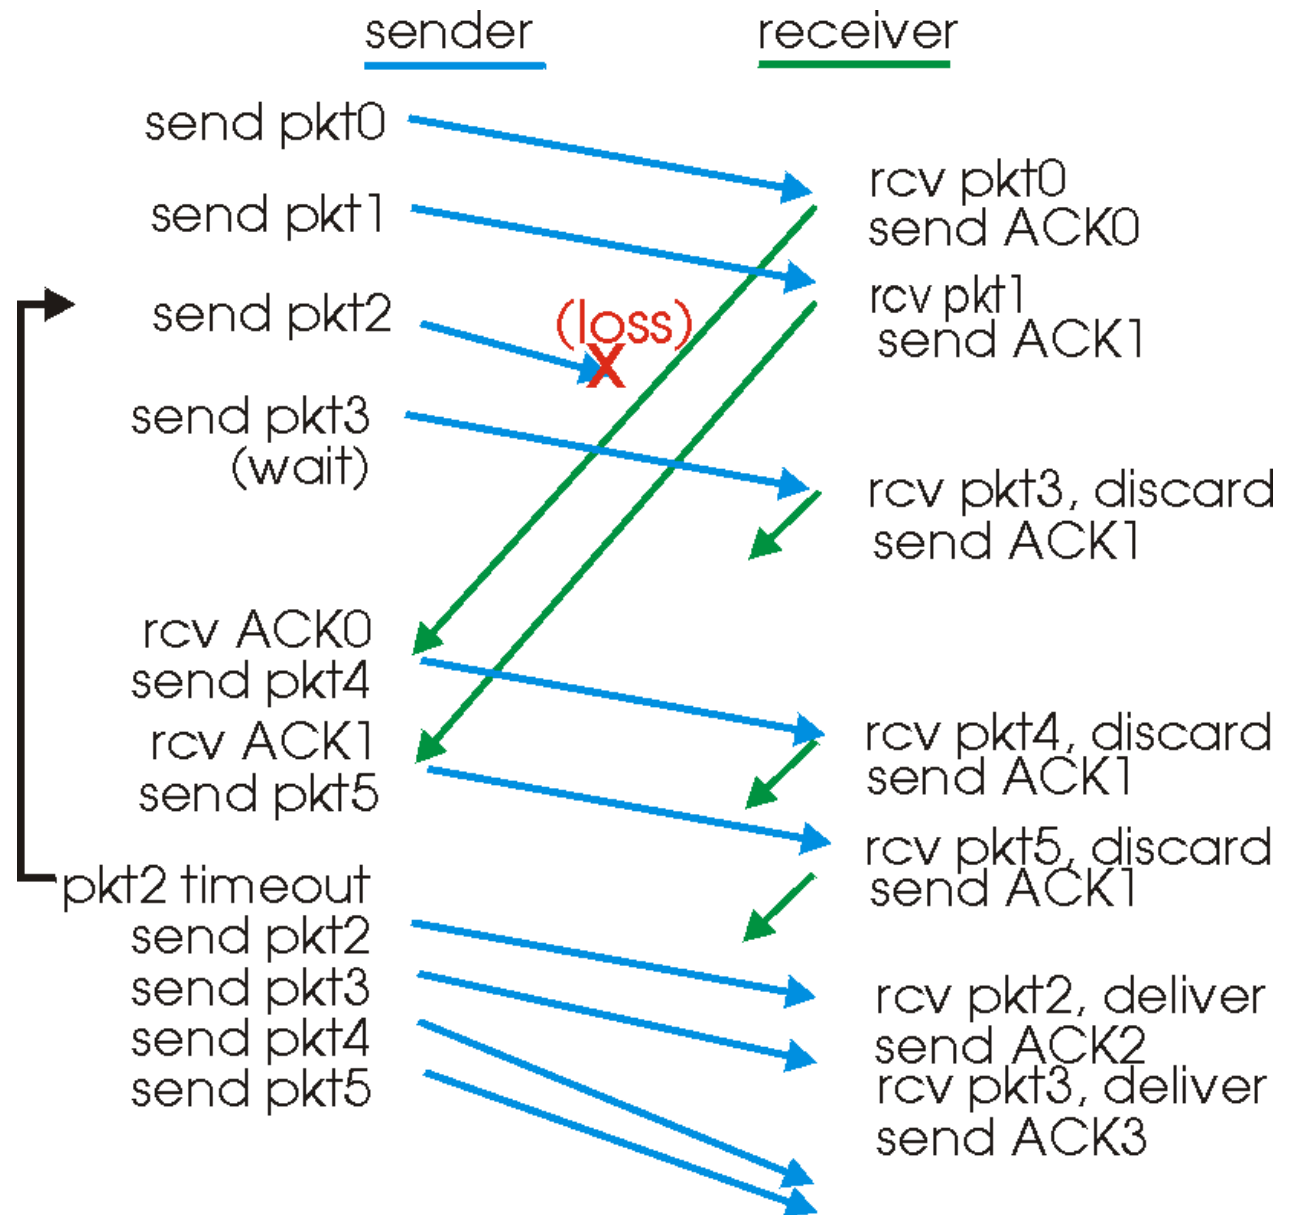 sender
receiver
send pkt0
rcv pkt0
send ACK0
send pkt1
rcv pkt1
send ACK1
send pkt2
(loss)
X
send pkt3
(wait)
rcv pkt3, discard
send ACK1
rcv ACK0
send pkt4
rcv ACK1
send pkt5
rcv pkt4, discard
send ACK1
rcv pkt5, discard
send ACK1
pkt2 timeout
send pkt2
send pkt3
send pkt4
send pkt5
rcv pkt2, deliver
send ACK2
rcv pkt3, deliver
send ACK3